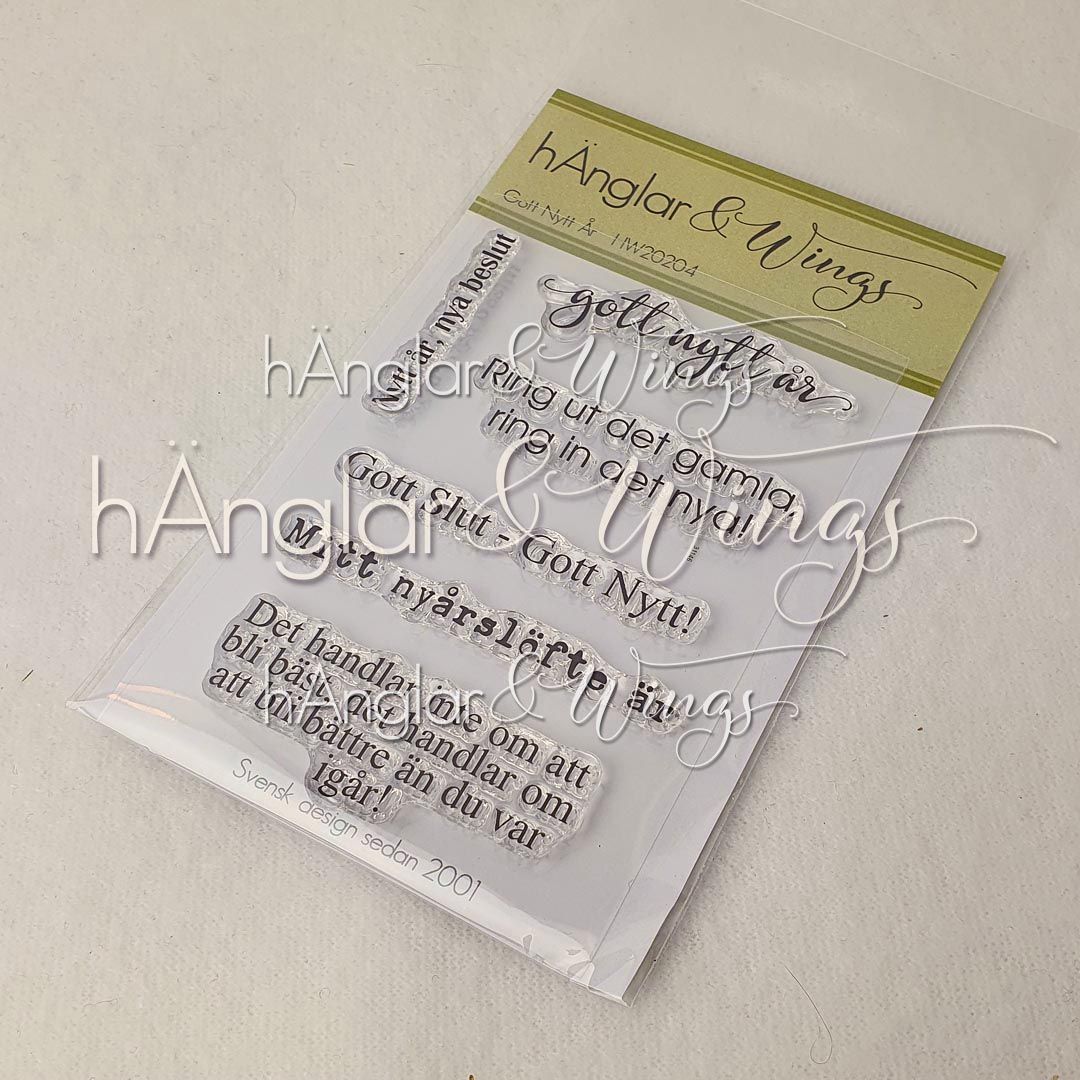 hÄnglar & Wings
Gott Nytt År HW20204
Nytt år, nya beslut
gott nytt år
Ring ut det gamla,
ring in det nya!
Gott Slut - Gott Nytt!
Mitt nyårslöfte är
Det handlar inte om att
bli bäst, det handlar om
att bli bättre än du var
igår!
Svensk design sedan 2001
hÄnglar & Wings
hÄnglar & Wings
hÄnglar & Wings